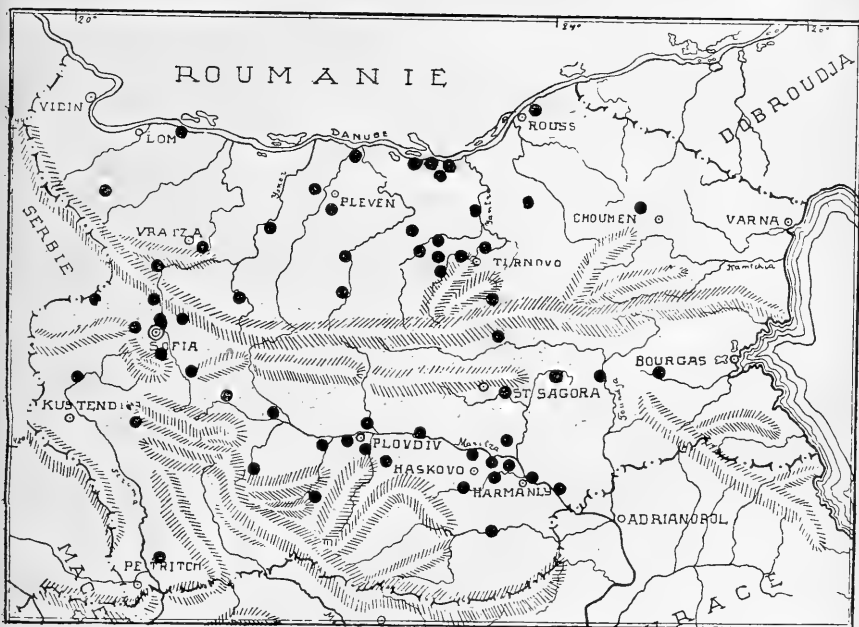 20°
24°
20°
ROUMANIE
DOBROUDJA
VIDIN
LOM
DANUBE
ROUSS
PLEVEN
SERBIE
VRATZA
CHOUMEN
VARNA
TIRNOVO
Kamtchia
SOFIA
BOURGAS
ST SAGORA
KUSTENDIL
PLOVDIV
Maritza
HASKOVO
HARMANLY
ADRIANOPOL
PETRITCH
RACE